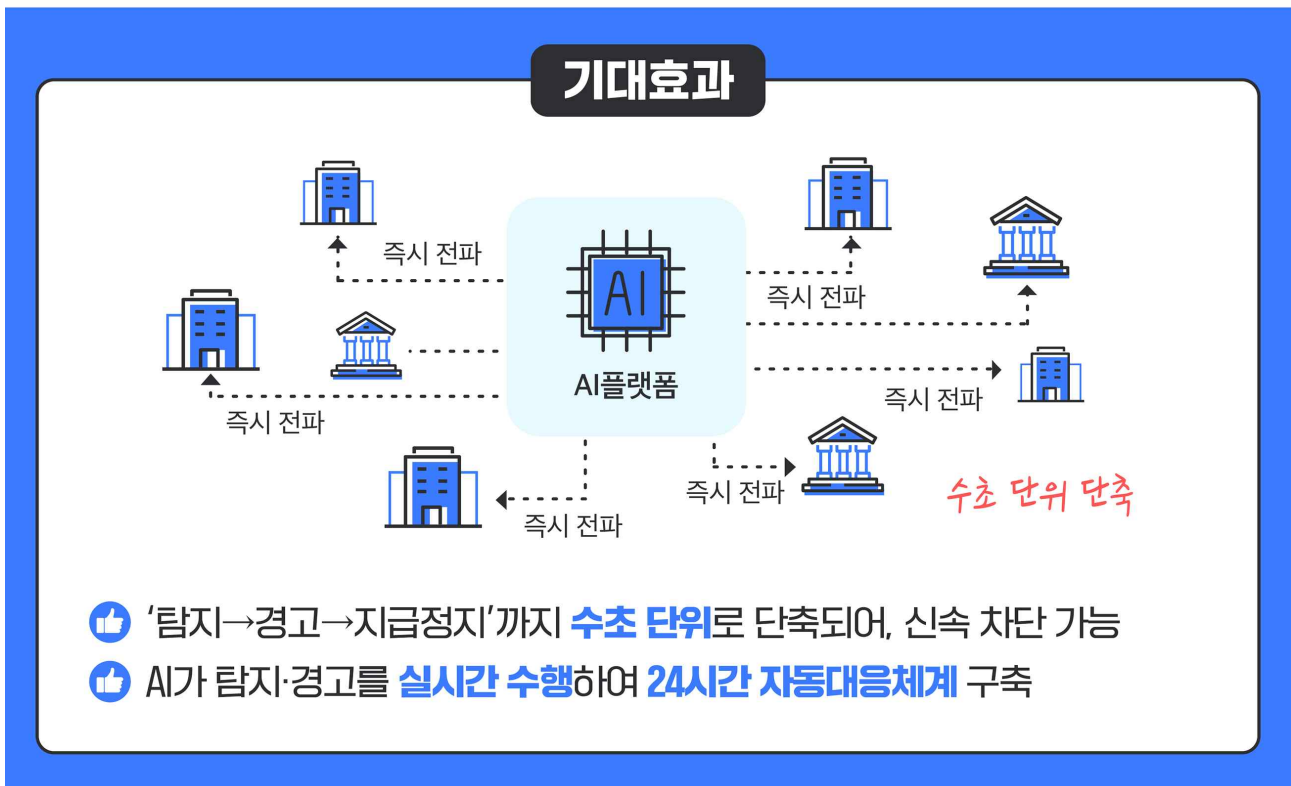 기대효과
즉시 전파
즉시 전파
AI
AI플랫폼
즉시 전파
즉시 전파
즉시 전파
즉시 전파
수초 단위 단축
'탐지→경고→지급정지'까지 수초 단위로 단축되어, 신속 차단 가능
AI가 탐지·경고를 실시간 수행하여 24시간 자동대응체계 구축